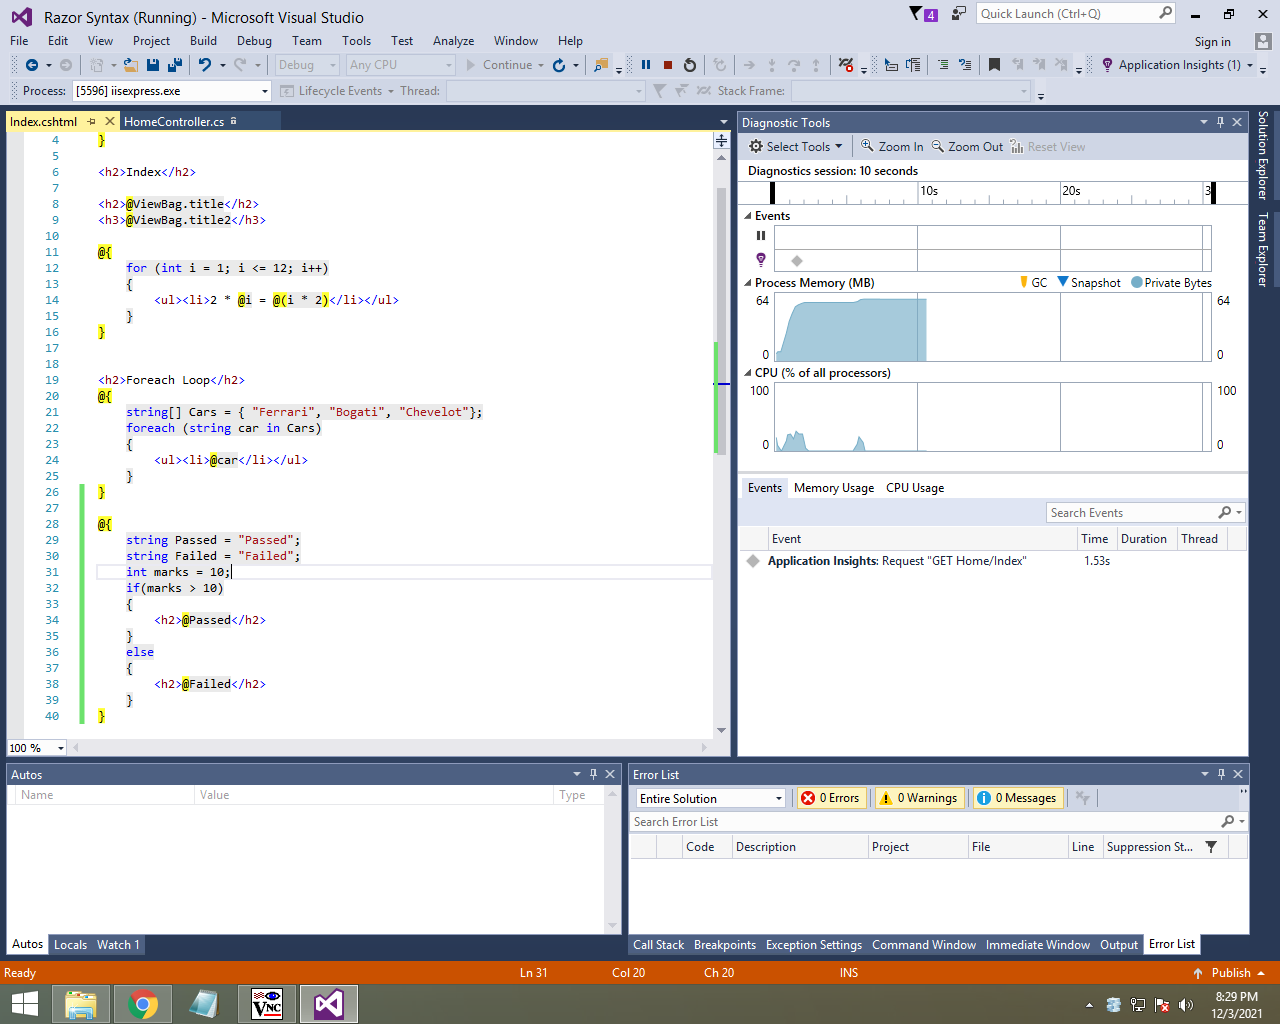 Razor Syntax (Running) - Microsoft Visual Studio
4
Quick Launch (Ctrl+Q)
File Edit View Project Build Debug Team Tools Test Analyze Window Help
Sign in
Debug Any CPU Continue Application Insights (1)
Process: [5596] iisexpress.exe Lifecycle Events Thread: Stack Frame:
Index.cshtml HomeController.cs
4 }
5
6 <h2>Index</h2>
7
8 <h2>@ViewBag.title</h2>
9 <h3>@ViewBag.title2</h3>
10
11 @{
12 for (int i = 1; i <= 12; i++)
13 {
14 <ul><li>2 * @i = @(i * 2)</li></ul>
15 }
16 }
17
18
19 <h2>Foreach Loop</h2>
20 @{
21 string[] Cars = { "Ferrari", "Bogati", "Chevelot"};
22 foreach (string car in Cars)
23 {
24 <ul><li>@car</li></ul>
25 }
26 }
27
28 @{
29 string Passed = "Passed";
30 string Failed = "Failed";
31 int marks = 10;
32 if(marks > 10)
33 {
34 <h2>@Passed</h2>
35 }
36 else
37 {
38 <h2>@Failed</h2>
39 }
40 }
100 %
Diagnostic Tools
Select Tools Zoom In Zoom Out Reset View
Diagnostics session: 10 seconds
10s 20s 3
Events
Process Memory (MB) GC Snapshot Private Bytes
64 64
0 0
CPU (% of all processors)
100 100
0 0
Events Memory Usage CPU Usage
Search Events
Event Time Duration Thread
Application Insights: Request "GET Home/Index" 1.53s
Solution Explorer
Team Explorer
Autos
Name Value Type
Autos Locals Watch 1
Error List
Entire Solution 0 Errors 0 Warnings 0 Messages
Search Error List
Code Description Project File Line Suppression St...
Call Stack Breakpoints Exception Settings Command Window Immediate Window Output Error List
Ready Ln 31 Col 20 Ch 20 INS Publish
VNC
8:29 PM
12/3/2021